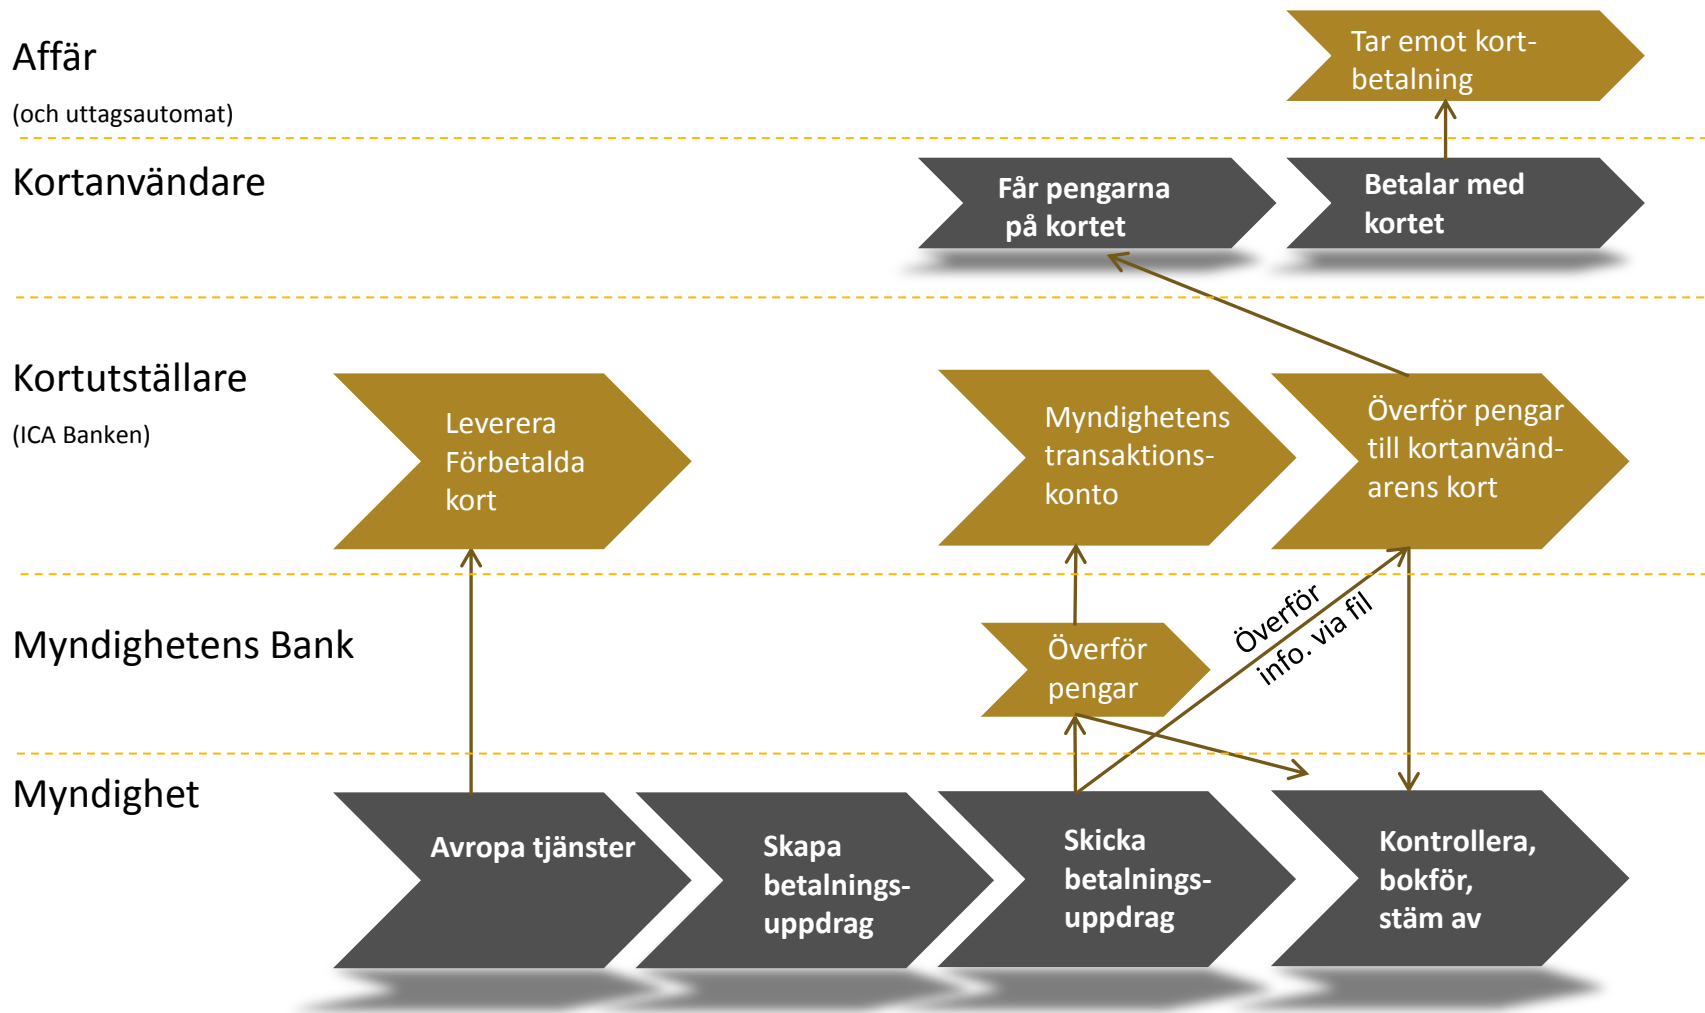 Affär
(och uttagsautomat)
Tar emot kort-
betalning
Kortanvändare
Får pengarna
på kortet
Betalar med
kortet
Kortutställare
(ICA Banken)
Leverera
Förbetalda
kort
Myndighetens
transaktions-
konto
Överför pengar
till kortanvänd-
arens kort
Myndighetens Bank
Överför
pengar
Överför
info. via fil
Myndighet
Avropa tjänster
Skapa
betalnings-
uppdrag
Skicka
betalnings-
uppdrag
Kontrollera,
bokför,
stäm av